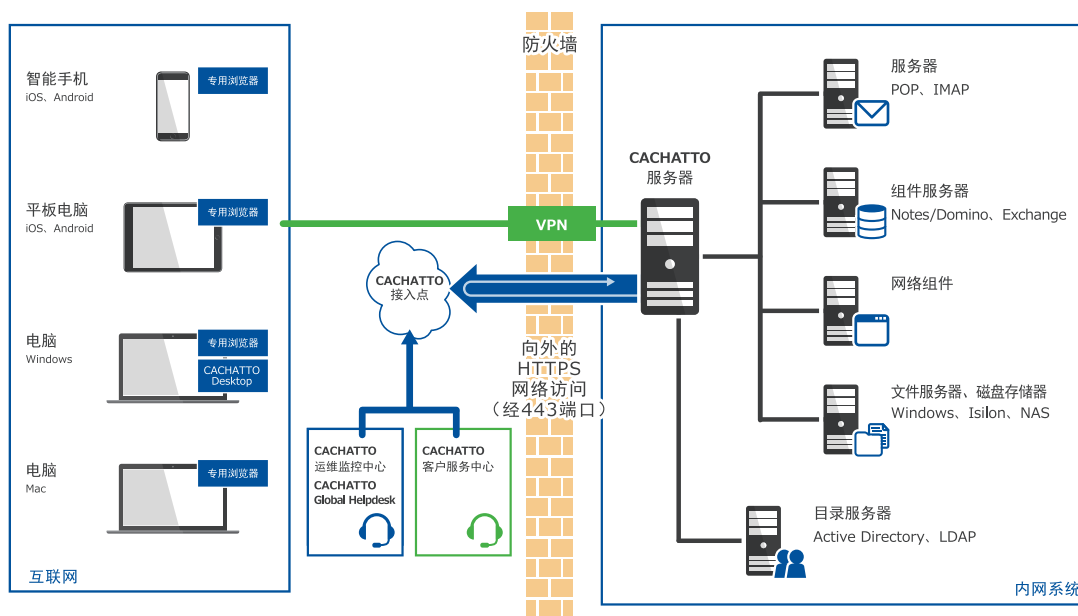 智能手机
iOS、Android
专用浏览器
平板电脑
iOS、Android
专用浏览器
电脑
Windows
专用浏览器
CACHATTO
Desktop
电脑
Mac
专用浏览器
互联网
防火墙
VPN
CACHATTO
接入点
向外的
HTTPS
网络访问
（经443端口）
CACHATTO
运维监控中心
CACHATTO
Global Helpdesk
CACHATTO
客户服务中心
CACHATTO
服务器
服务器
POP、IMAP
组件服务器
Notes/Domino、Exchange
网络组件
文件服务器、磁盘存储器
Windows、Isilon、NAS
目录服务器
Active Directory、LDAP
内网系统